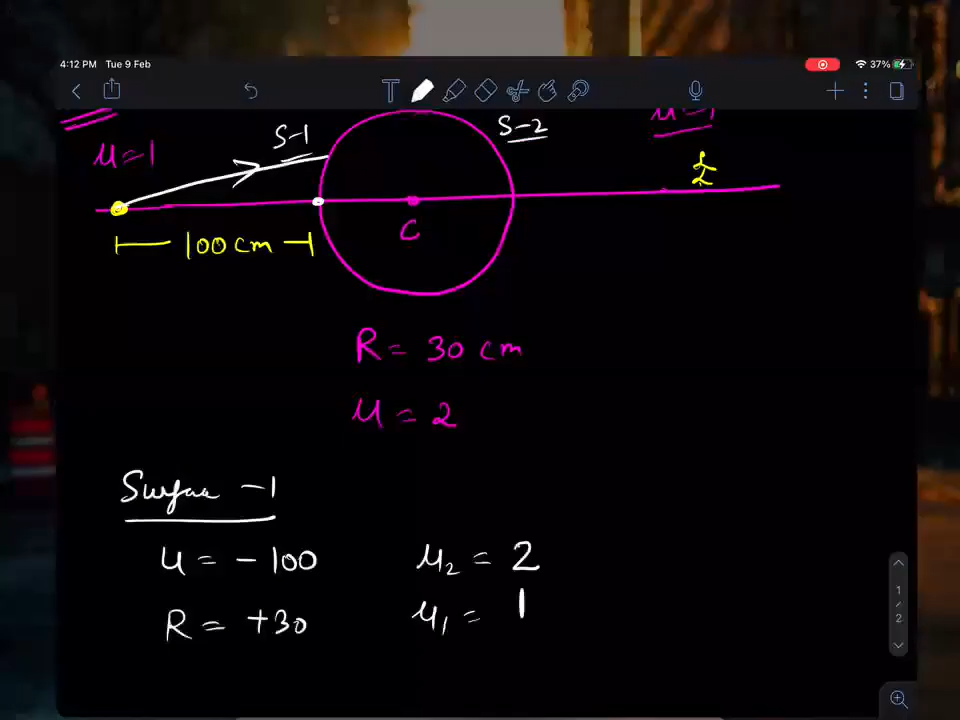 4:12 PM Tue 9 Feb
37%
T
μ=1
S-1
S-2
100 cm
C
R = 30 cm
μ = 2
Surface -1
u = - 100
μ₂ = 2
R = +30
μ₁ = 1
1
2